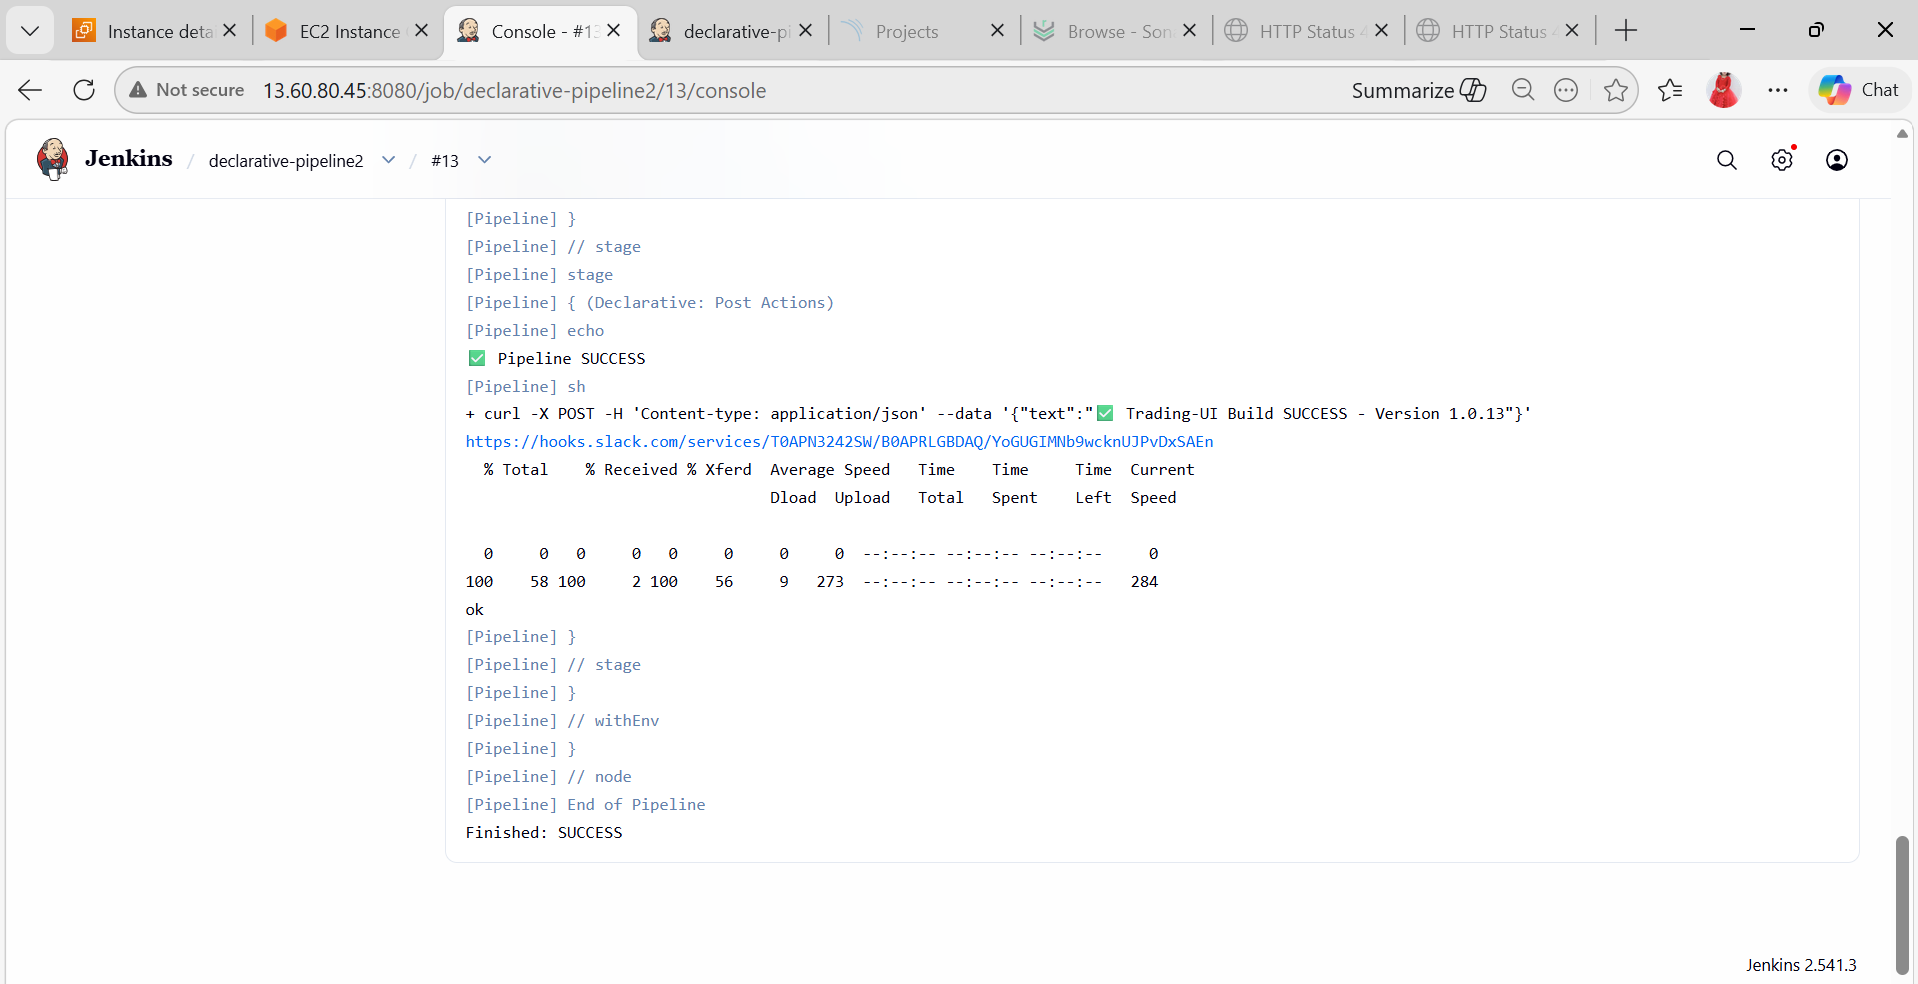 Instance deta
EC2 Instance
Console - #13
declarative-pi
Projects
Browse - Son
HTTP Status 4
HTTP Status 4
Not secure 13.60.80.45:8080/job/declarative-pipeline2/13/console
Summarize
Chat
Jenkins / declarative-pipeline2 / #13
[Pipeline] }
[Pipeline] // stage
[Pipeline] stage
[Pipeline] { (Declarative: Post Actions)
[Pipeline] echo
✅ Pipeline SUCCESS
[Pipeline] sh
+ curl -X POST -H 'Content-type: application/json' --data '{"text":"✅ Trading-UI Build SUCCESS - Version 1.0.13"}'
https://hooks.slack.com/services/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
  % Total    % Received % Xferd  Average Speed   Time    Time     Time  Current
                                 Dload  Upload   Total   Spent    Left  Speed
  0     0   0     0   0     0     0     0  --:--:-- --:--:-- --:--:--     0
100    58 100     2 100    56     9   273  --:--:-- --:--:-- --:--:--   284
ok
[Pipeline] }
[Pipeline] // stage
[Pipeline] }
[Pipeline] // withEnv
[Pipeline] }
[Pipeline] // node
[Pipeline] End of Pipeline
Finished: SUCCESS
Jenkins 2.541.3